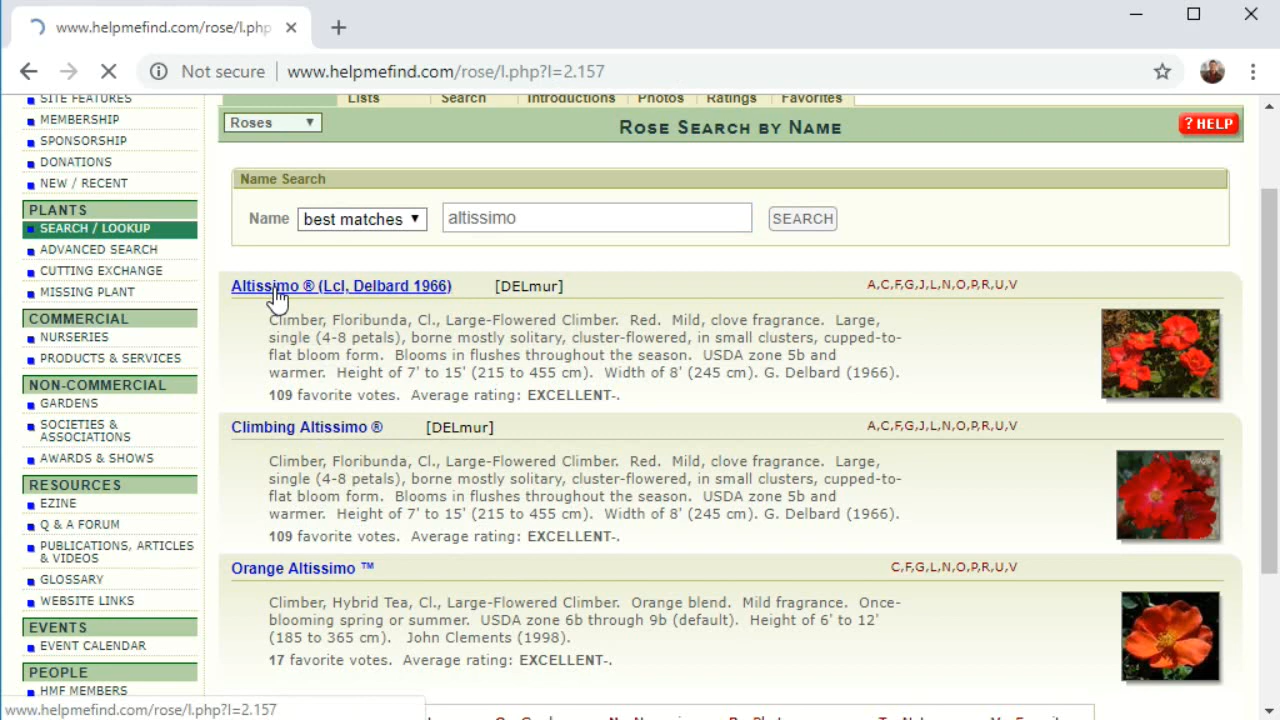 www.helpmefind.com/rose/l.php
Not secure www.helpmefind.com/rose/l.php?l=2.157
SITE FEATURES
MEMBERSHIP
SPONSORSHIP
DONATIONS
NEW / RECENT
PLANTS
SEARCH / LOOKUP
ADVANCED SEARCH
CUTTING EXCHANGE
MISSING PLANT
COMMERCIAL
NURSERIES
PRODUCTS & SERVICES
NON-COMMERCIAL
GARDENS
SOCIETIES &
ASSOCIATIONS
AWARDS & SHOWS
RESOURCES
EZINE
Q & A FORUM
PUBLICATIONS, ARTICLES
& VIDEOS
GLOSSARY
WEBSITE LINKS
EVENTS
EVENT CALENDAR
PEOPLE
HMF MEMBERS
Lists Search Introductions Photos Ratings Favorites
Roses ROSE SEARCH BY NAME ? HELP
Name Search
Name best matches altissimo SEARCH
Altissimo ® (Lcl, Delbard 1966) [DELmur] A,C,F,G,J,L,N,O,P,R,U,V
Climber, Floribunda, Cl., Large-Flowered Climber. Red. Mild, clove fragrance. Large,
single (4-8 petals), borne mostly solitary, cluster-flowered, in small clusters, cupped-to-
flat bloom form. Blooms in flushes throughout the season. USDA zone 5b and
warmer. Height of 7' to 15' (215 to 455 cm). Width of 8' (245 cm). G. Delbard (1966).
109 favorite votes. Average rating: EXCELLENT-.
Climbing Altissimo ® [DELmur] A,C,F,G,J,L,N,O,P,R,U,V
Climber, Floribunda, Cl., Large-Flowered Climber. Red. Mild, clove fragrance. Large,
single (4-8 petals), borne mostly solitary, cluster-flowered, in small clusters, cupped-to-
flat bloom form. Blooms in flushes throughout the season. USDA zone 5b and
warmer. Height of 7' to 15' (215 to 455 cm). Width of 8' (245 cm). G. Delbard (1966).
109 favorite votes. Average rating: EXCELLENT-.
Orange Altissimo ™ C,F,G,L,N,O,P,R,U,V
Climber, Hybrid Tea, Cl., Large-Flowered Climber. Orange blend. Mild fragrance. Once-
blooming spring or summer. USDA zone 6b through 9b (default). Height of 6' to 12'
(185 to 365 cm). John Clements (1998).
17 favorite votes. Average rating: EXCELLENT-.
www.helpmefind.com/rose/l.php?l=2.157